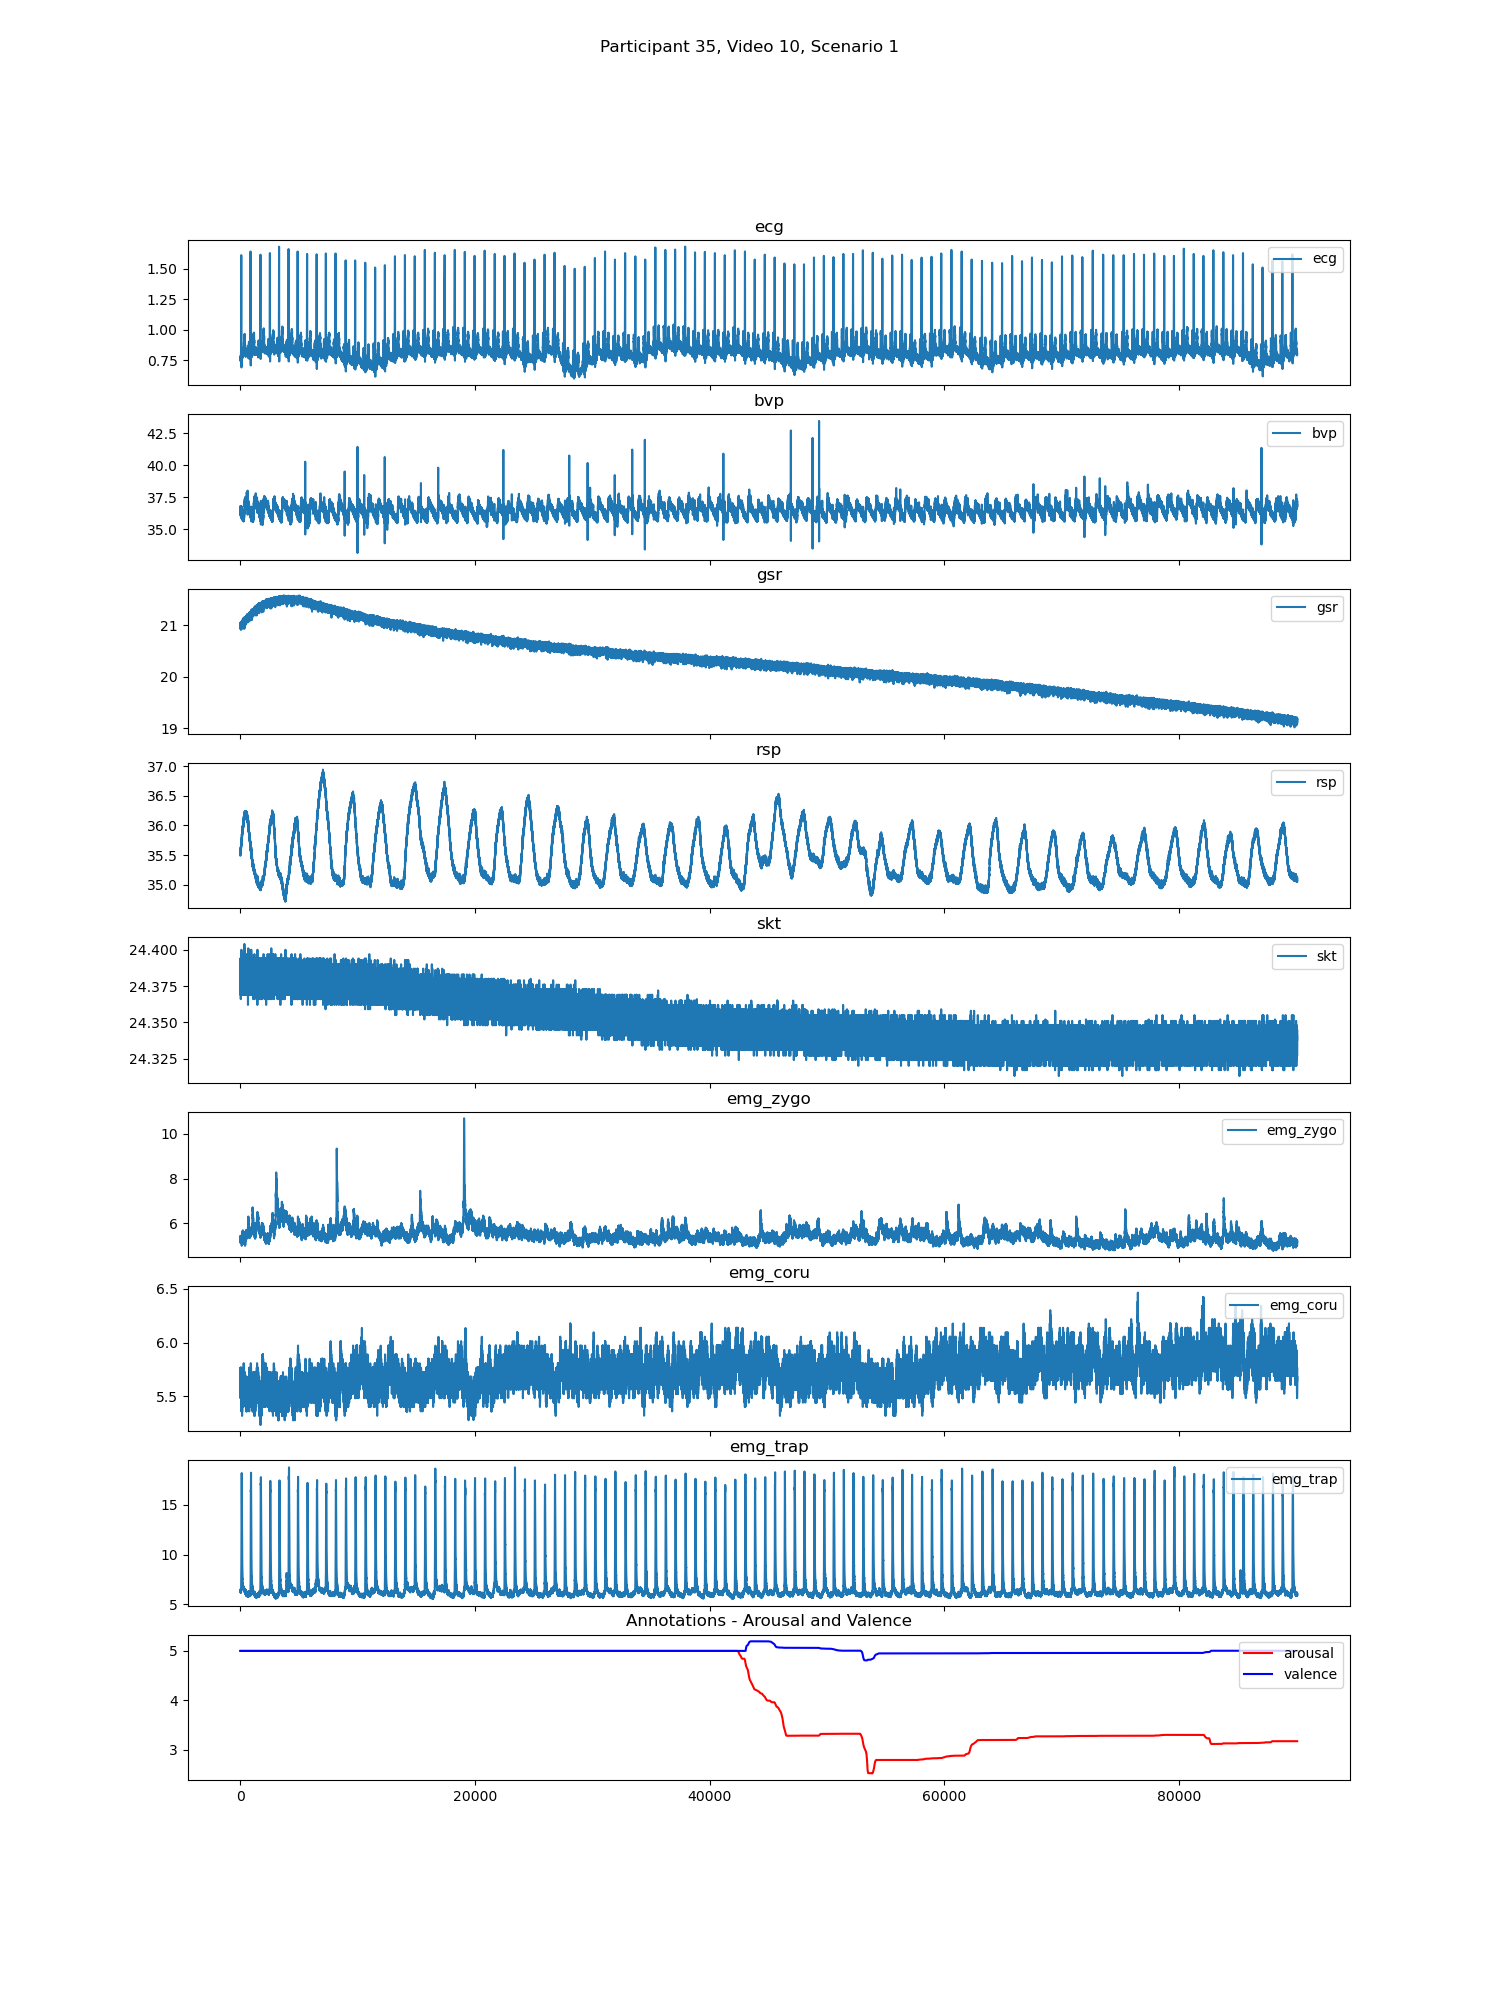 Participant 35, Video 10, Scenario 1
ecg
ecg
1.50
1.25
1.00
0.75
bvp
bvp
42.5
40.0
37.5
35.0
gsr
gsr
21
20
19
rsp
rsp
37.0
36.5
36.0
35.5
35.0
skt
skt
24.400
24.375
24.350
24.325
emg_zygo
emg_zygo
10
8
6
emg_coru
emg_coru
6.5
6.0
5.5
emg_trap
emg_trap
15
10
5
Annotations - Arousal and Valence
arousal
valence
5
4
3
0 20000 40000 60000 80000